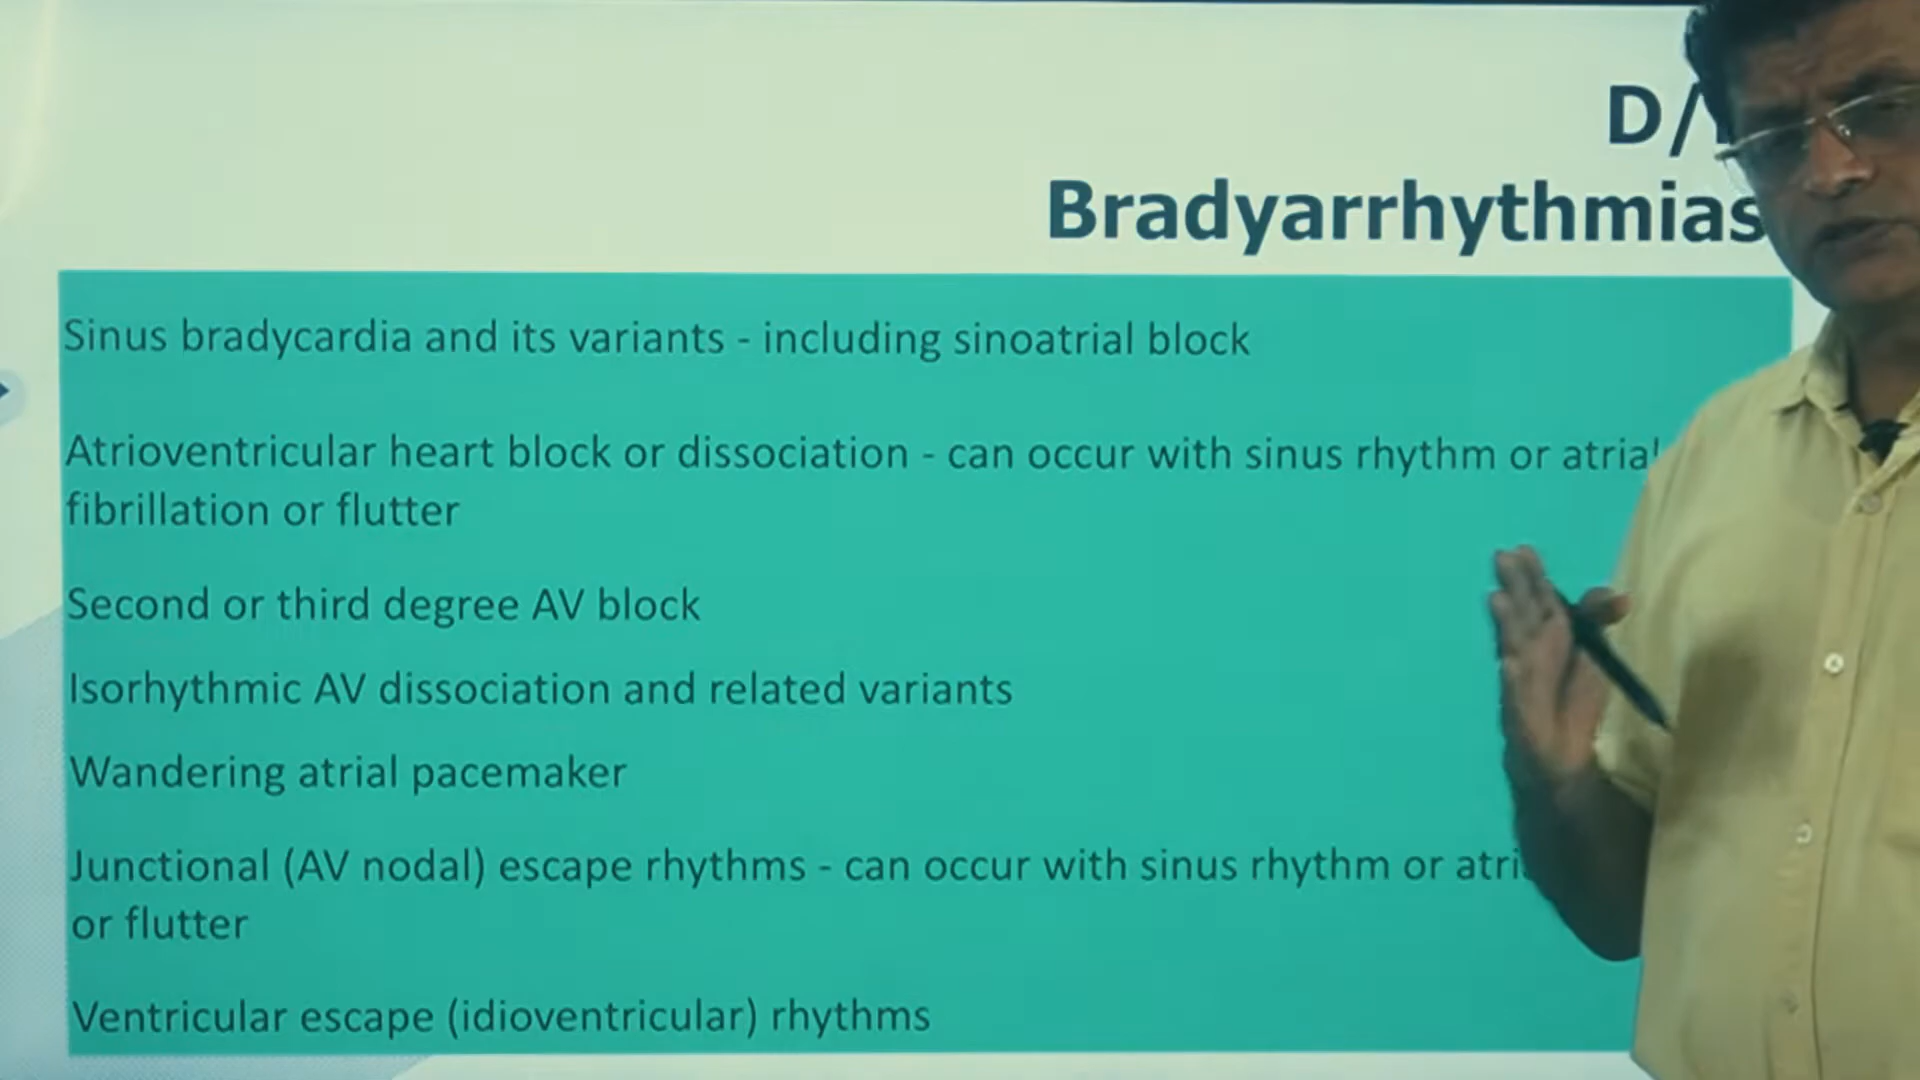 D/
Bradyarrhythmias
Sinus bradycardia and its variants - including sinoatrial block
Atrioventricular heart block or dissociation - can occur with sinus rhythm or atrial
fibrillation or flutter
Second or third degree AV block
Isorhythmic AV dissociation and related variants
Wandering atrial pacemaker
Junctional (AV nodal) escape rhythms - can occur with sinus rhythm or
or flutter
Ventricular escape (idioventricular) rhythms